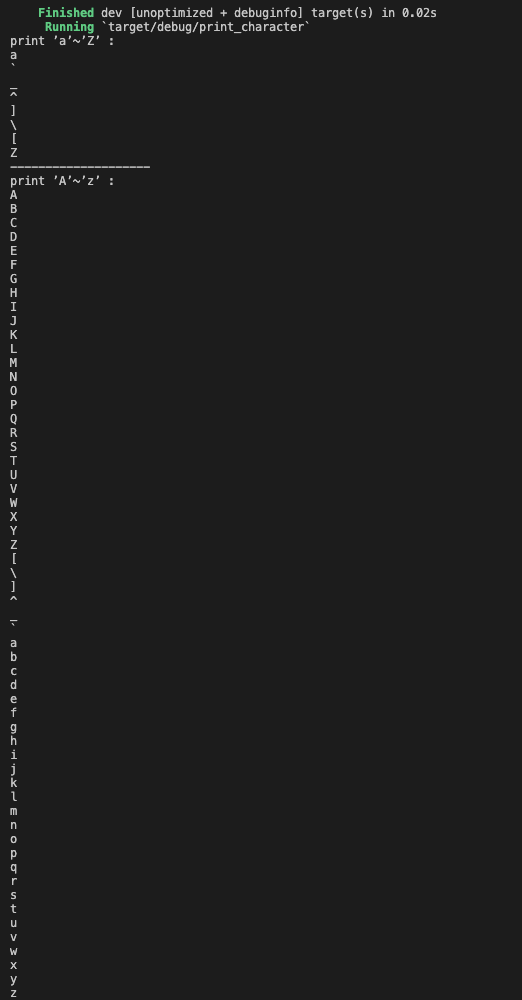 Finished dev [unoptimized + debuginfo] target(s) in 0.02s
     Running `target/debug/print_character`
print ’a’~’Z’ :
a
`
_
^
]
\
[
Z
--------------------
print ’A’~’z’ :
A
B
C
D
E
F
G
H
I
J
K
L
M
N
O
P
Q
R
S
T
U
V
W
X
Y
Z
[
\
]
^
_
`
a
b
c
d
e
f
g
h
i
j
k
l
m
n
o
p
q
r
s
t
u
v
w
x
y
z